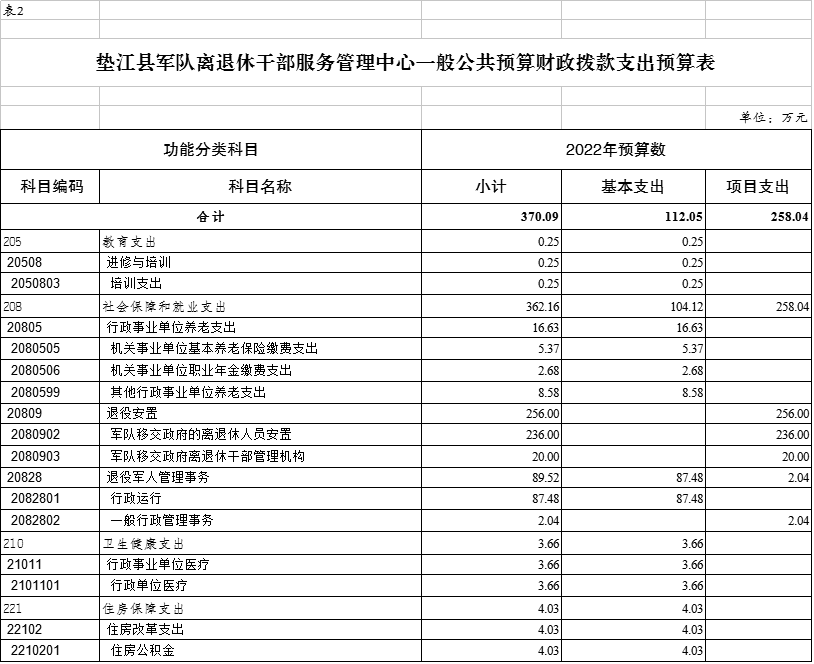 表2
垫江县军队离退休干部服务管理中心一般公共预算财政拨款支出预算表
单位：万元
功能分类科目 2022年预算数
科目编码 科目名称 小计 基本支出 项目支出
合计 370.09 112.05 258.04
205 教育支出 0.25 0.25
20508 进修与培训 0.25 0.25
2050803 培训支出 0.25 0.25
208 社会保障和就业支出 362.16 104.12 258.04
20805 行政事业单位养老支出 16.63 16.63
2080505 机关事业单位基本养老保险缴费支出 5.37 5.37
2080506 机关事业单位职业年金缴费支出 2.68 2.68
2080599 其他行政事业单位养老支出 8.58 8.58
20809 退役安置 256.00 256.00
2080902 军队移交政府的离退休人员安置 236.00 236.00
2080903 军队移交政府离退休干部管理机构 20.00 20.00
20828 退役军人管理事务 89.52 87.48 2.04
2082801 行政运行 87.48 87.48
2082802 一般行政管理事务 2.04 2.04
210 卫生健康支出 3.66 3.66
21011 行政事业单位医疗 3.66 3.66
2101101 行政单位医疗 3.66 3.66
221 住房保障支出 4.03 4.03
22102 住房改革支出 4.03 4.03
2210201 住房公积金 4.03 4.03